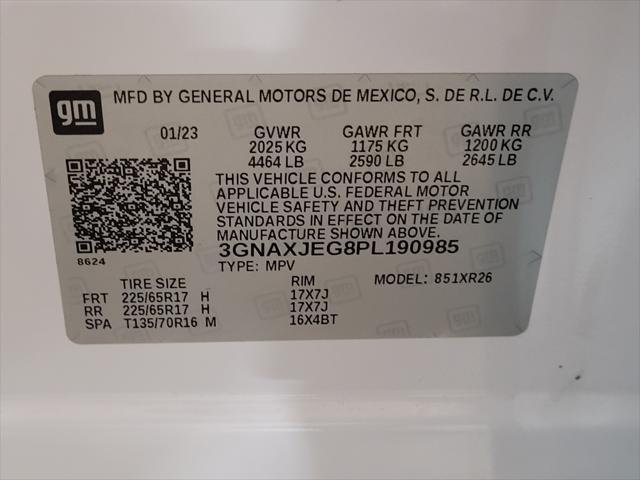 gm
MFD BY GENERAL MOTORS DE MEXICO, S. DE R.L. DE C.V.
01/23 GVWR GAWR FRT GAWR RR
2025 KG 1175 KG 1200 KG
4464 LB 2590 LB 2645 LB
THIS VEHICLE CONFORMS TO ALL
APPLICABLE U.S. FEDERAL MOTOR
VEHICLE SAFETY AND THEFT PREVENTION
STANDARDS IN EFFECT ON THE DATE OF
MANUFACTURE SHOWN ABOVE.
3GNAXJEG8PL190985
8624
TYPE: MPV
TIRE SIZE RIM MODEL: 851XR26
FRT 225/65R17 H 17X7J
RR 225/65R17 H 17X7J
SPA T135/70R16 M 16X4BT